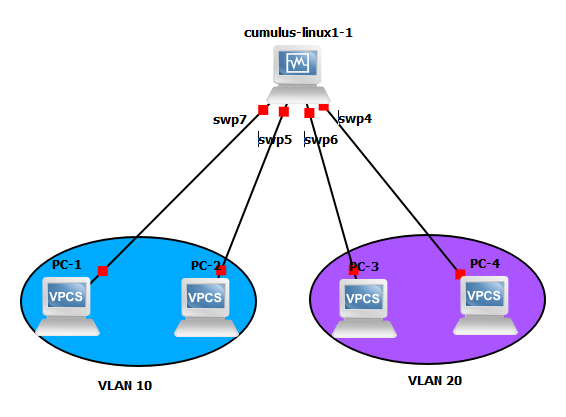 cumulus-linux1-1
swp7
swp5
swp6
swp4
PC-1
PC-2
PC-3
PC-4
VPCS
VPCS
VPCS
VPCS
VLAN 10
VLAN 20